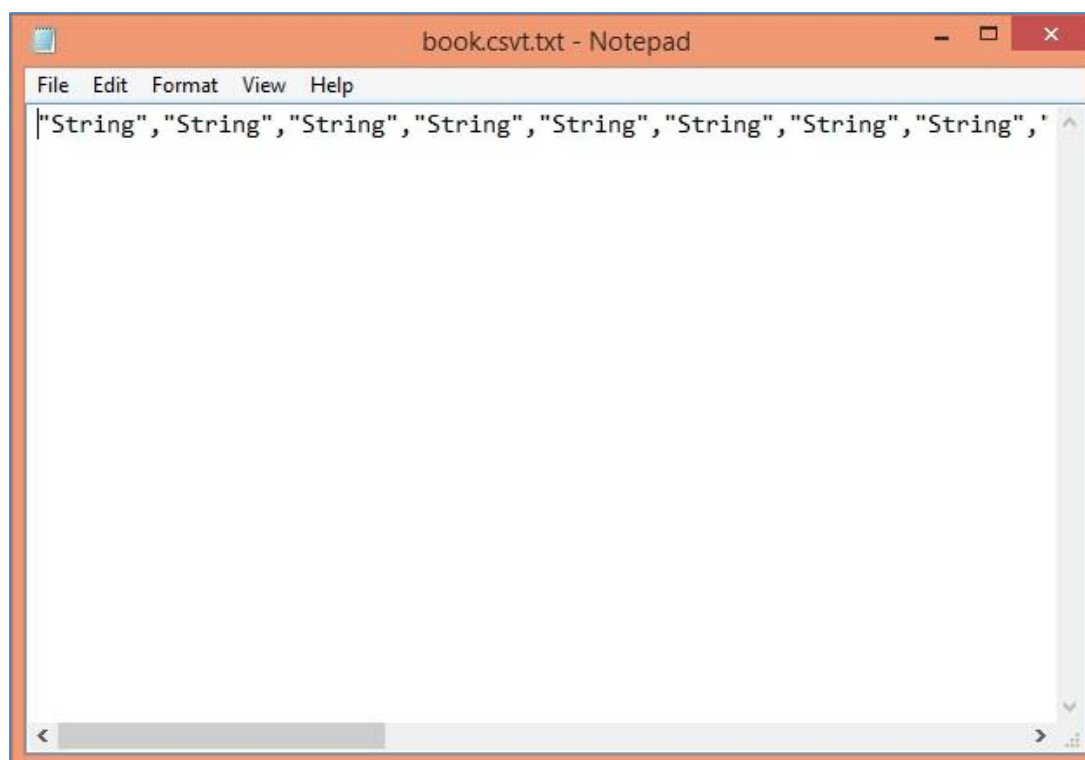 book.csvt.txt - Notepad
File Edit Format View Help
"String","String","String","String","String","String","String","String","